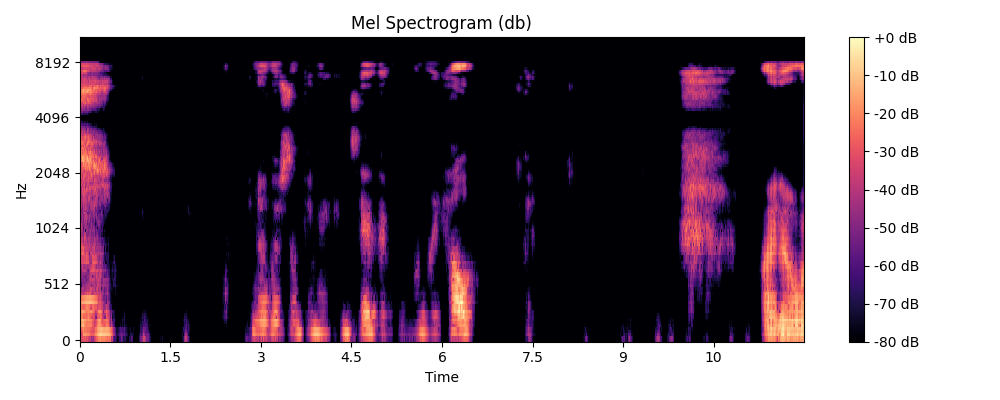 Mel Spectrogram (db)
8192
4096
2048
1024
512
0
Hz
0 1.5 3 4.5 6 7.5 9 10
Time
+0 dB
-10 dB
-20 dB
-30 dB
-40 dB
-50 dB
-60 dB
-70 dB
-80 dB